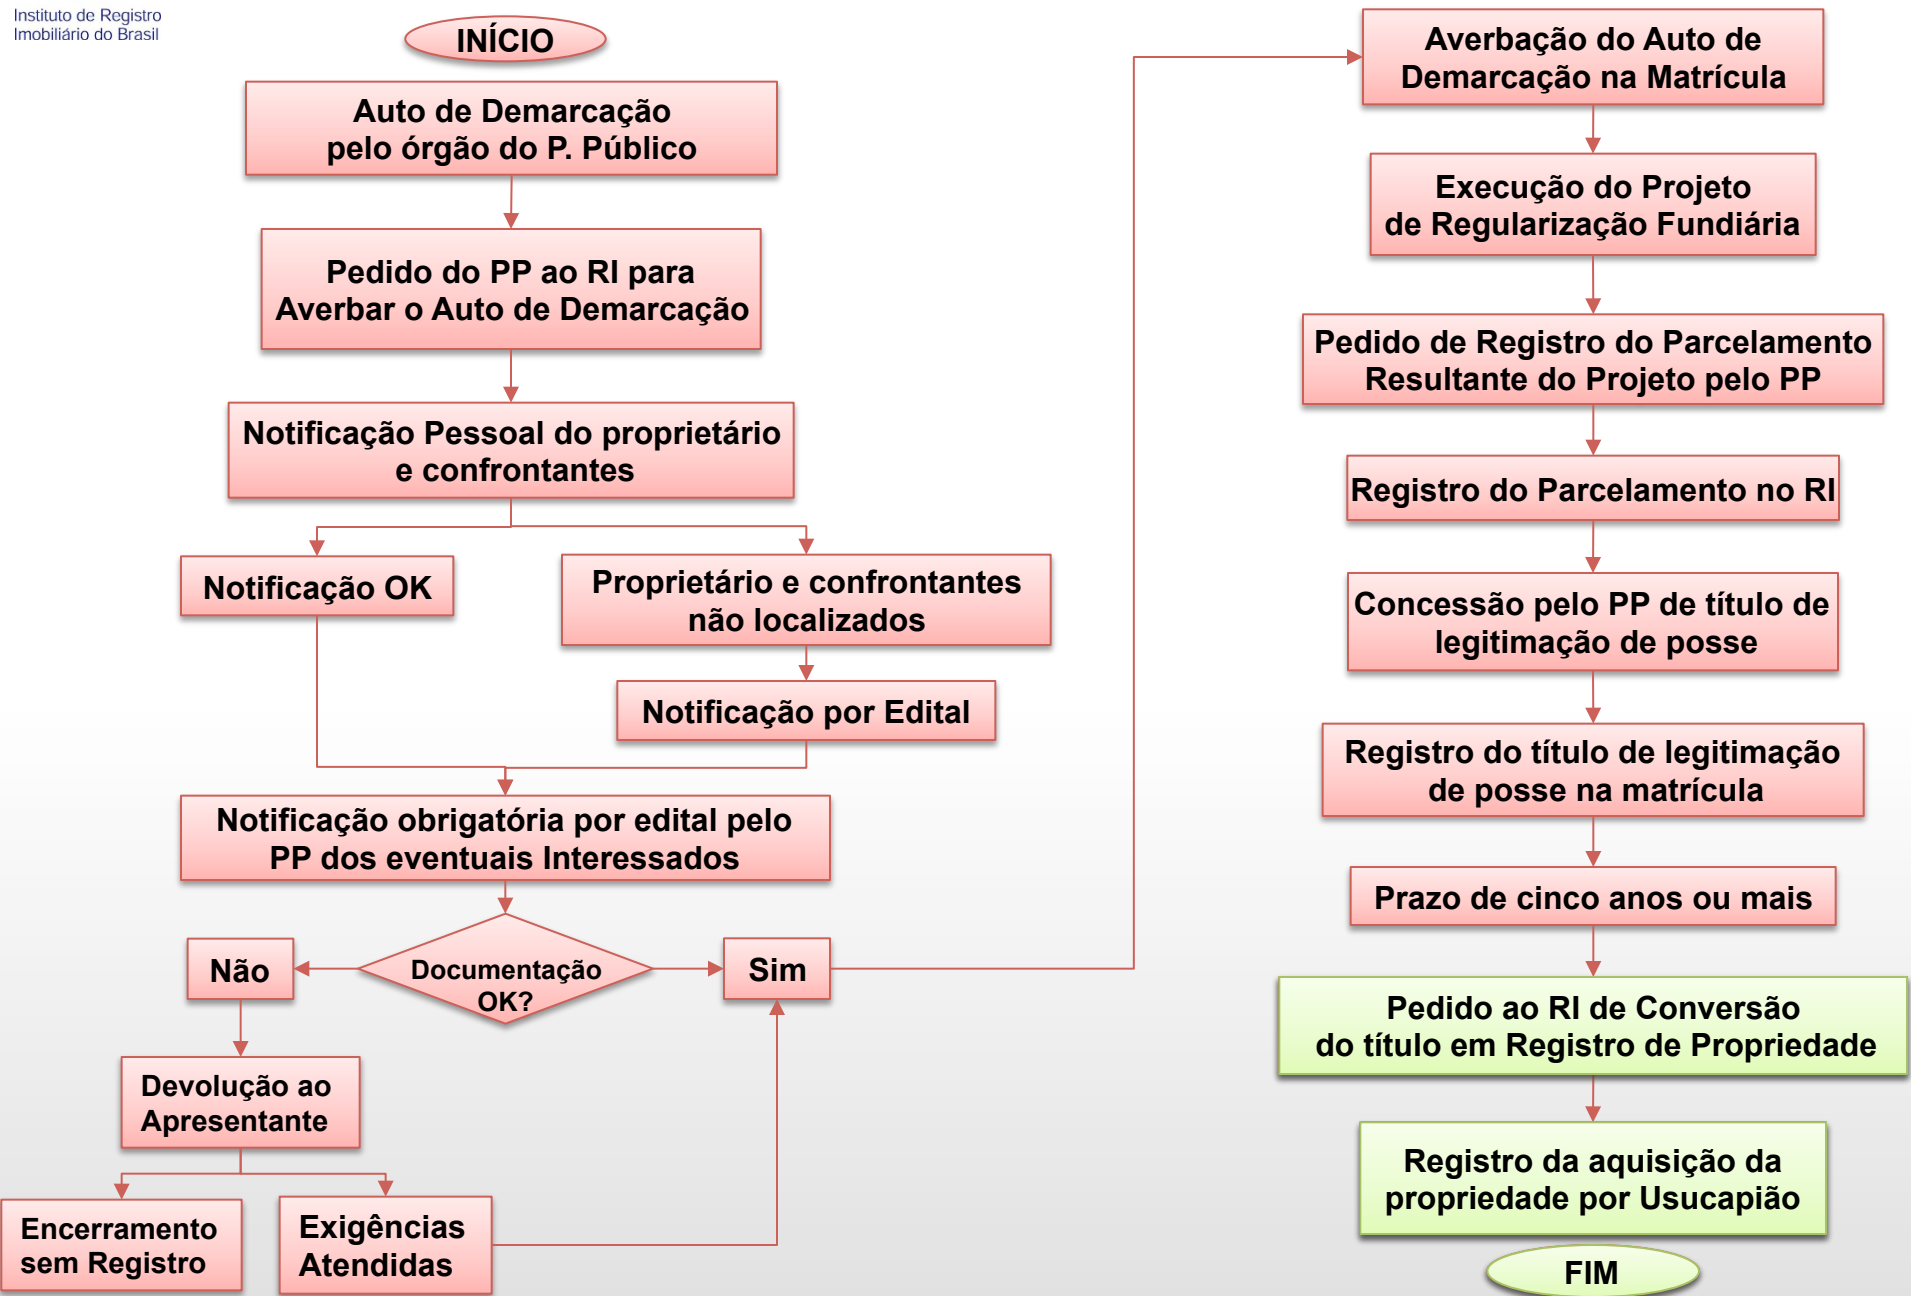 Instituto de Registro
Imobiliário do Brasil
INÍCIO
Auto de Demarcação
pelo órgão do P. Público
Pedido do PP ao RI para
Averbar o Auto de Demarcação
Notificação Pessoal do proprietário
e confrontantes
Notificação OK
Proprietário e confrontantes
não localizados
Notificação por Edital
Notificação obrigatória por edital pelo
PP dos eventuais Interessados
Documentação
OK?
Não
Sim
Devolução ao
Apresentante
Encerramento
sem Registro
Exigências
Atendidas
Averbação do Auto de
Demarcação na Matrícula
Execução do Projeto
de Regularização Fundiária
Pedido de Registro do Parcelamento
Resultante do Projeto pelo PP
Registro do Parcelamento no RI
Concessão pelo PP de título de
legitimação de posse
Registro do título de legitimação
de posse na matrícula
Prazo de cinco anos ou mais
Pedido ao RI de Conversão
do título em Registro de Propriedade
Registro da aquisição da
propriedade por Usucapião
FIM